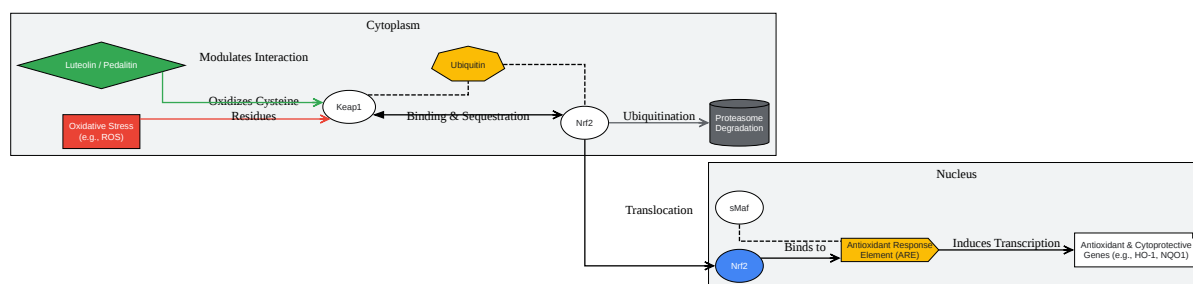 Cytoplasm
Luteolin / Pedalitin
Modulates Interaction
Ubiquitin
Oxidizes Cysteine
Residues
Keap1
Oxidative Stress
(e.g., ROS)
Binding & Sequestration
Nrf2
Ubiquitination
Proteasome
Degradation
Nucleus
Translocation
sMaf
Nrf2
Binds to
Antioxidant Response
Element (ARE)
Induces Transcription
Antioxidant & Cytoprotective
Genes (e.g., HO-1, NQO1)